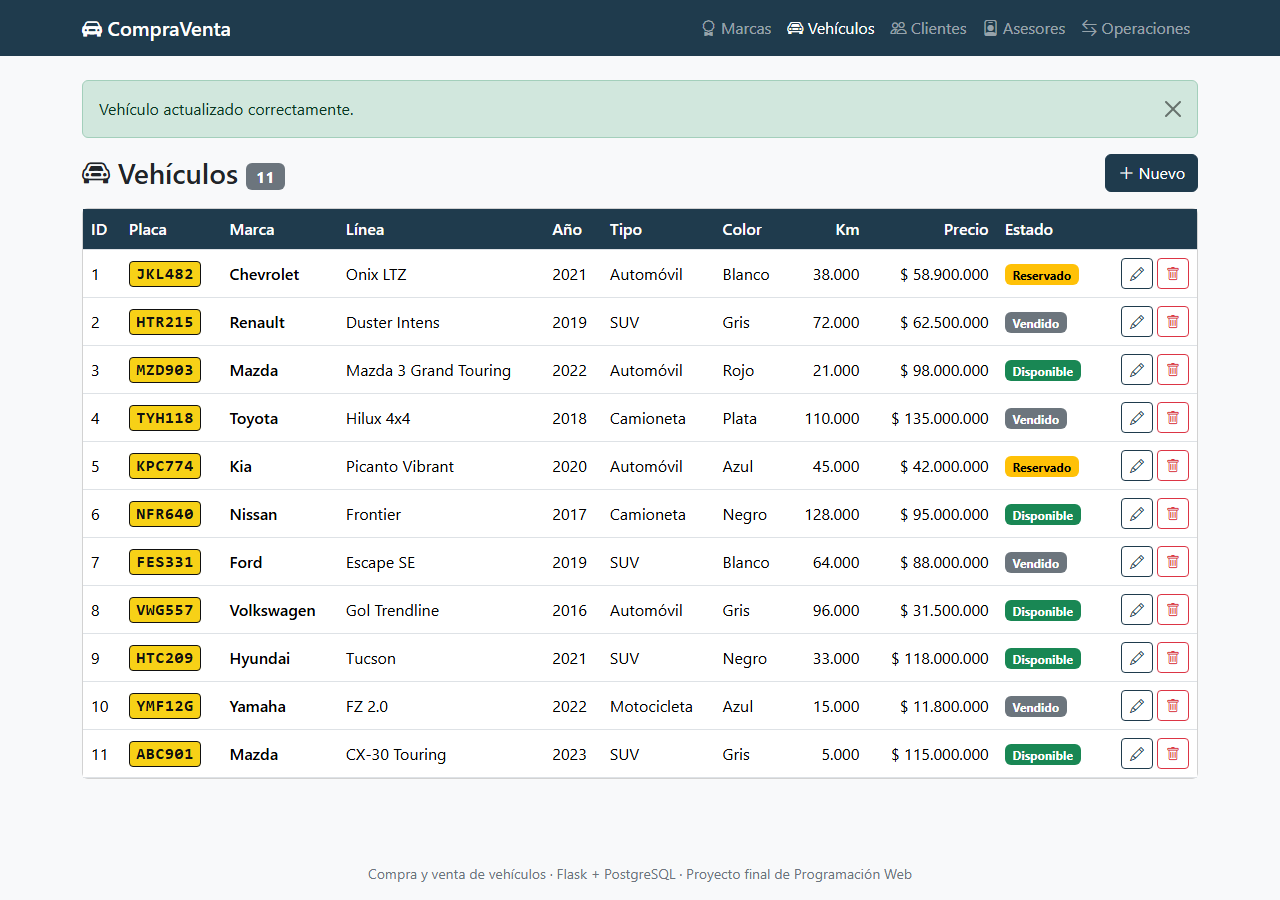 CompraVenta Marcas Vehículos Clientes Asesores Operaciones
Vehículo actualizado correctamente.
Vehículos 11 Nuevo
ID Placa Marca Línea Año Tipo Color Km Precio Estado
1 JKL482 Chevrolet Onix LTZ 2021 Automóvil Blanco 38.000 $ 58.900.000 Reservado
2 HTR215 Renault Duster Intens 2019 SUV Gris 72.000 $ 62.500.000 Vendido
3 MZD903 Mazda Mazda 3 Grand Touring 2022 Automóvil Rojo 21.000 $ 98.000.000 Disponible
4 TYH118 Toyota Hilux 4x4 2018 Camioneta Plata 110.000 $ 135.000.000 Vendido
5 KPC774 Kia Picanto Vibrant 2020 Automóvil Azul 45.000 $ 42.000.000 Reservado
6 NFR640 Nissan Frontier 2017 Camioneta Negro 128.000 $ 95.000.000 Disponible
7 FES331 Ford Escape SE 2019 SUV Blanco 64.000 $ 88.000.000 Vendido
8 VWG557 Volkswagen Gol Trendline 2016 Automóvil Gris 96.000 $ 31.500.000 Disponible
9 HTC209 Hyundai Tucson 2021 SUV Negro 33.000 $ 118.000.000 Disponible
10 YMF12G Yamaha FZ 2.0 2022 Motocicleta Azul 15.000 $ 11.800.000 Vendido
11 ABC901 Mazda CX-30 Touring 2023 SUV Gris 5.000 $ 115.000.000 Disponible
Compra y venta de vehículos · Flask + PostgreSQL · Proyecto final de Programación Web